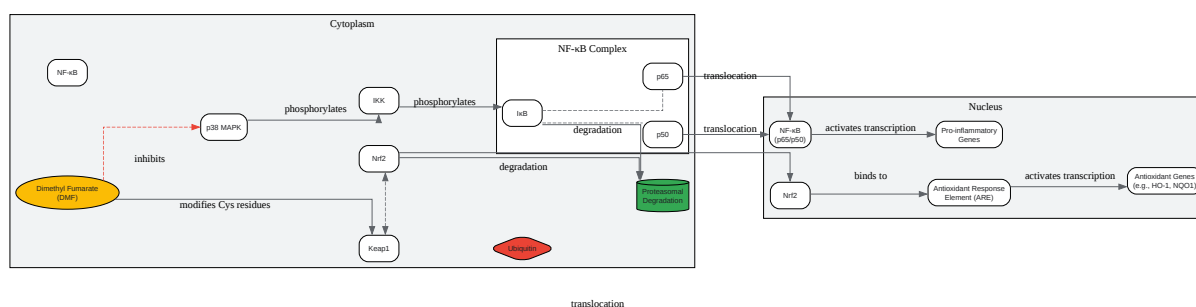 Cytoplasm
NF-κB Complex
NF-κB
p65
translocation
IKK
phosphorylates
phosphorylates
IκB
p38 MAPK
degradation
p50
translocation
inhibits
Nrf2
degradation
Dimethyl Fumarate
(DMF)
modifies Cys residues
Proteasomal
Degradation
Keap1
Ubiquitin
Nucleus
NF-κB
(p65/p50)
activates transcription
Pro-inflammatory
Genes
Nrf2
binds to
Antioxidant Response
Element (ARE)
activates transcription
Antioxidant Genes
(e.g., HO-1, NQO1)
translocation